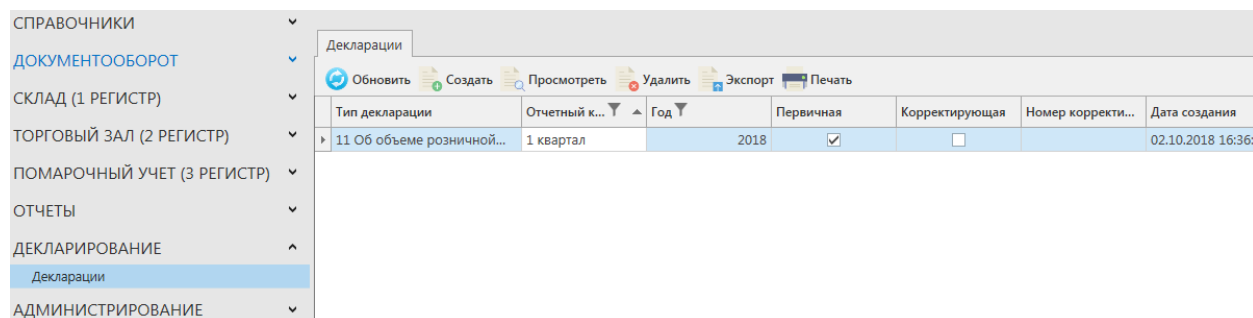 СПРАВОЧНИКИ
ДОКУМЕНТООБОРОТ
СКЛАД (1 РЕГИСТР)
ТОРГОВЫЙ ЗАЛ (2 РЕГИСТР)
ПОМАРОЧНЫЙ УЧЕТ (3 РЕГИСТР)
ОТЧЕТЫ
ДЕКЛАРИРОВАНИЕ
Декларации
АДМИНИСТРИРОВАНИЕ
Декларации
Обновить Создать Просмотреть Удалить Экспорт Печать
Тип декларации Отчетный к... Год Первичная Корректирующая Номер корректи... Дата создания
11 Об объеме розничной... 1 квартал 2018 02.10.2018 16:36: